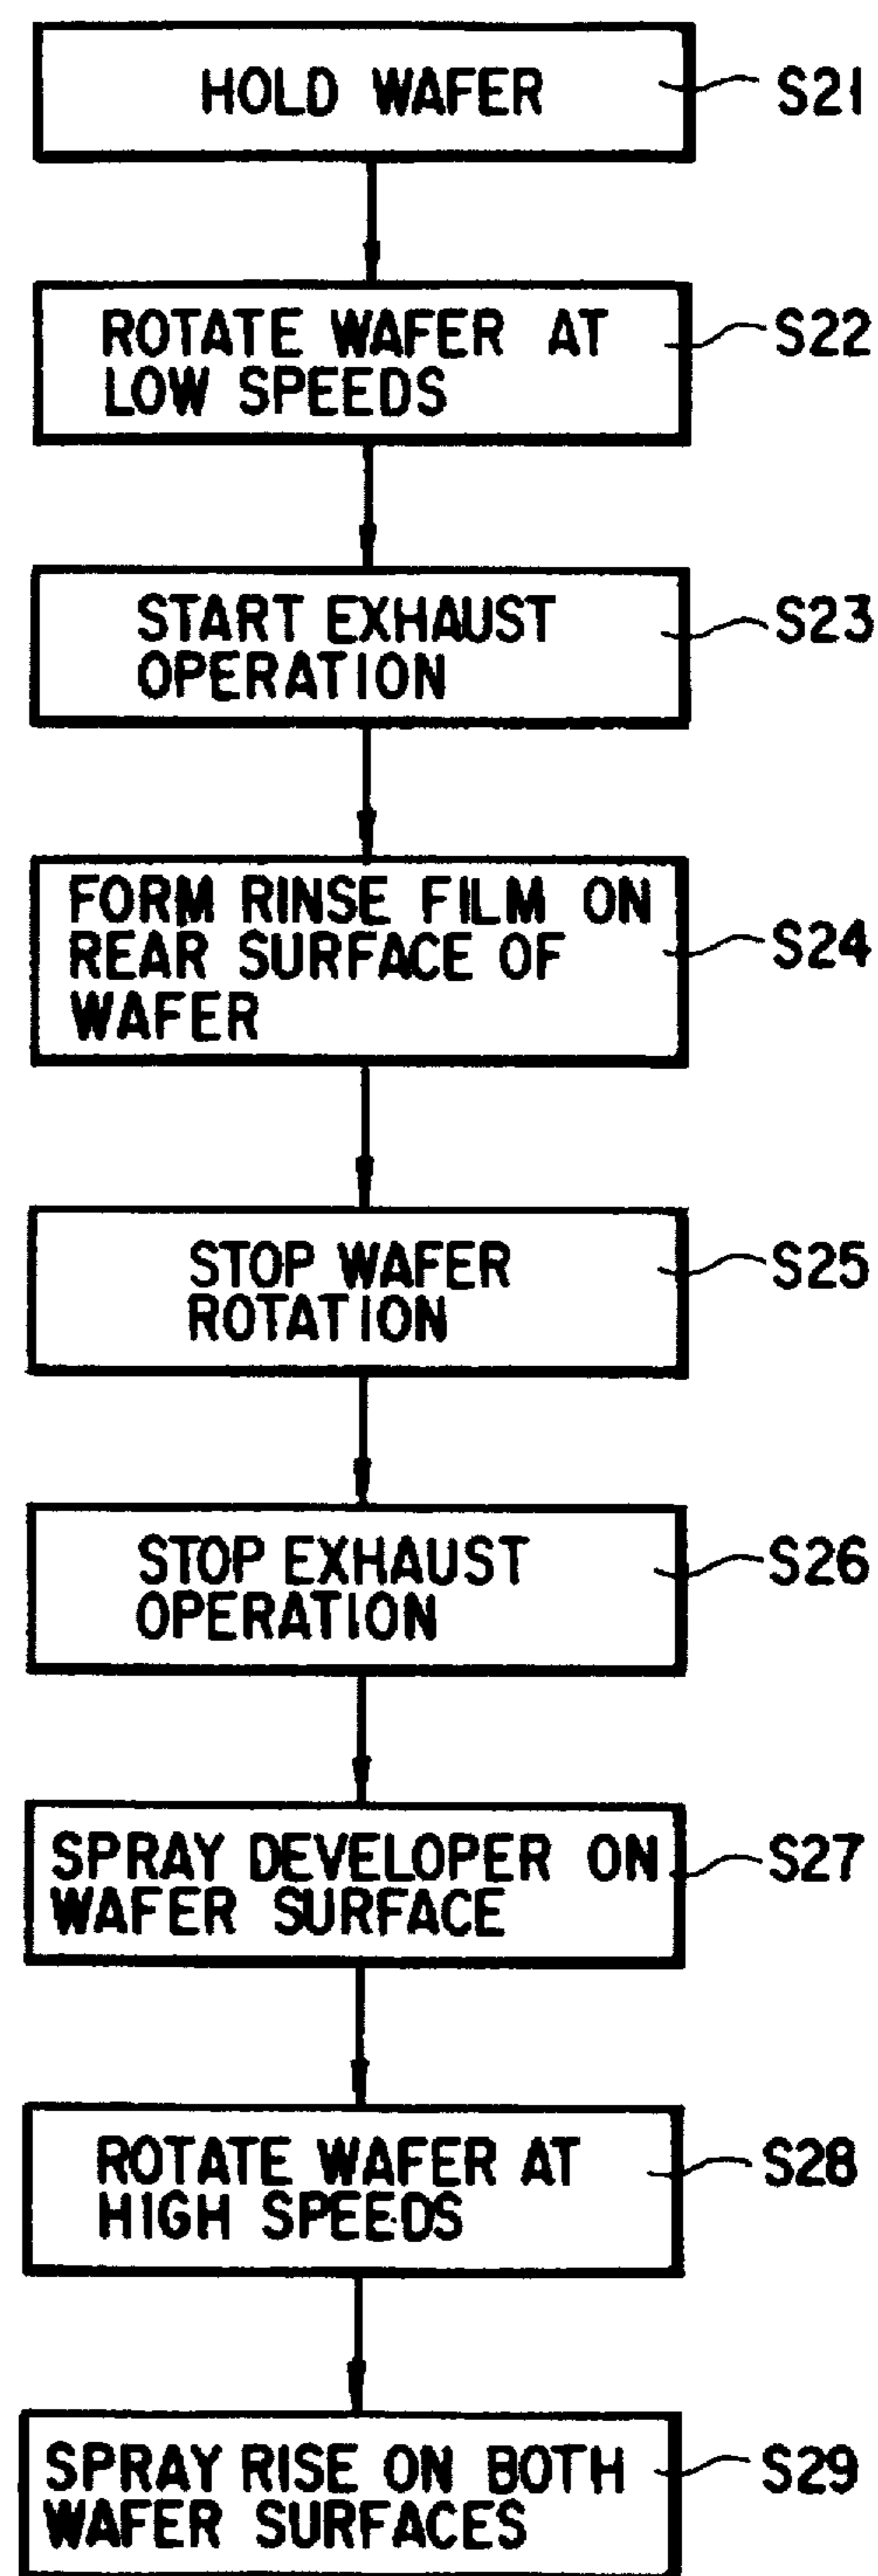 HOLD WAFER S21
ROTATE WAFER AT
LOW SPEEDS
S22
START EXHAUST
OPERATION
S23
FORM RINSE FILM ON
REAR SURFACE OF
WAFER
S24
STOP WAFER
ROTATION
S25
STOP EXHAUST
OPERATION
S26
SPRAY DEVELOPER ON
WAFER SURFACE
S27
ROTATE WAFER AT
HIGH SPEEDS
S28
SPRAY RISE ON BOTH
WAFER SURFACES
S29